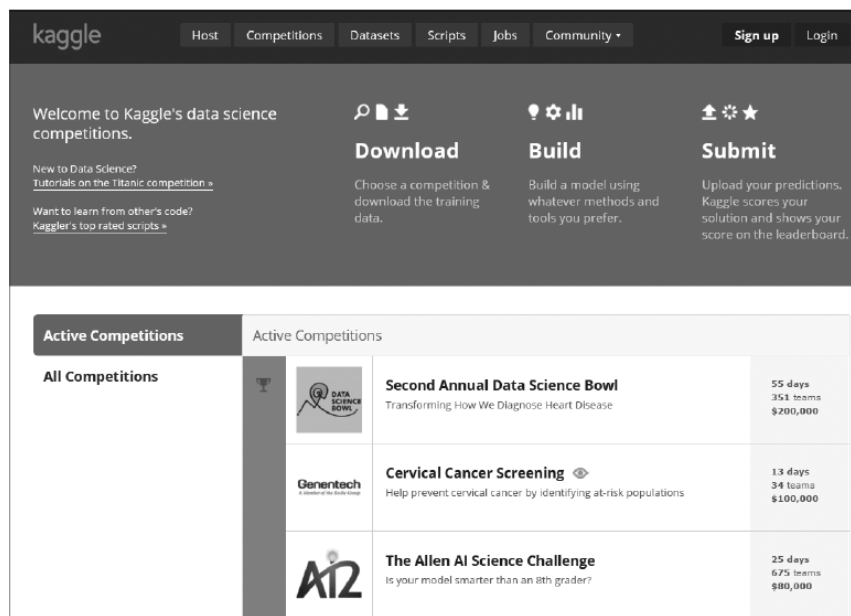 kaggle
Host
Competitions
Datasets
Scripts
Jobs
Community
Sign up
Login
Welcome to Kaggle's data science
competitions.
New to Data Science?
Tutorials on the Titanic competition »
Want to learn from other's code?
Kaggler's top rated scripts »
Download
Choose a competition &
download the training
data.
Build
Build a model using
whatever methods and
tools you prefer.
Submit
Upload your predictions.
Kaggle scores your
solution and shows your
score on the leaderboard.
Active Competitions
All Competitions
Active Competitions
DATA
SCIENCE
BOWL
Second Annual Data Science Bowl
Transforming How We Diagnose Heart Disease
55 days
351 teams
$200,000
Genentech
A Member of the Roche Group
Cervical Cancer Screening
Help prevent cervical cancer by identifying at-risk populations
13 days
34 teams
$100,000
AI2
The Allen AI Science Challenge
Is your model smarter than an 8th grader?
25 days
675 teams
$80,000